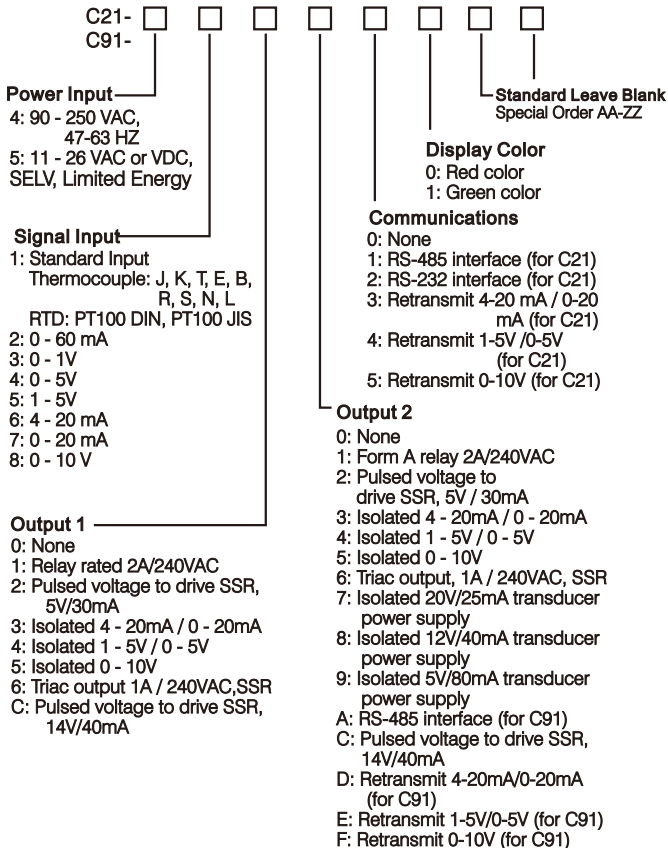 C21-
C91-
Power Input
4: 90 - 250 VAC,
47-63 HZ
5: 11 - 26 VAC or VDC,
SELV, Limited Energy
Signal Input
1: Standard Input
Thermocouple: J, K, T, E, B,
R, S, N, L
RTD: PT100 DIN, PT100 JIS
2: 0 - 60 mA
3: 0 - 1V
4: 0 - 5V
5: 1 - 5V
6: 4 - 20 mA
7: 0 - 20 mA
8: 0 - 10 V
Output 1
0: None
1: Relay rated 2A/240VAC
2: Pulsed voltage to drive SSR,
5V/30mA
3: Isolated 4 - 20mA / 0 - 20mA
4: Isolated 1 - 5V / 0 - 5V
5: Isolated 0 - 10V
6: Triac output 1A / 240VAC,SSR
C: Pulsed voltage to drive SSR,
14V/40mA
Standard Leave Blank
Special Order AA-ZZ
Display Color
0: Red color
1: Green color
Communications
0: None
1: RS-485 interface (for C21)
2: RS-232 interface (for C21)
3: Retransmit 4-20 mA / 0-20
mA (for C21)
4: Retransmit 1-5V /0-5V
(for C21)
5: Retransmit 0-10V (for C21)
Output 2
0: None
1: Form A relay 2A/240VAC
2: Pulsed voltage to
drive SSR, 5V / 30mA
3: Isolated 4 - 20mA / 0 - 20mA
4: Isolated 1 - 5V / 0 - 5V
5: Isolated 0 - 10V
6: Triac output, 1A / 240VAC, SSR
7: Isolated 20V/25mA transducer
power supply
8: Isolated 12V/40mA transducer
power supply
9: Isolated 5V/80mA transducer
power supply
A: RS-485 interface (for C91)
C: Pulsed voltage to drive SSR,
14V/40mA
D: Retransmit 4-20mA/0-20mA
(for C91)
E: Retransmit 1-5V/0-5V (for C91)
F: Retransmit 0-10V (for C91)